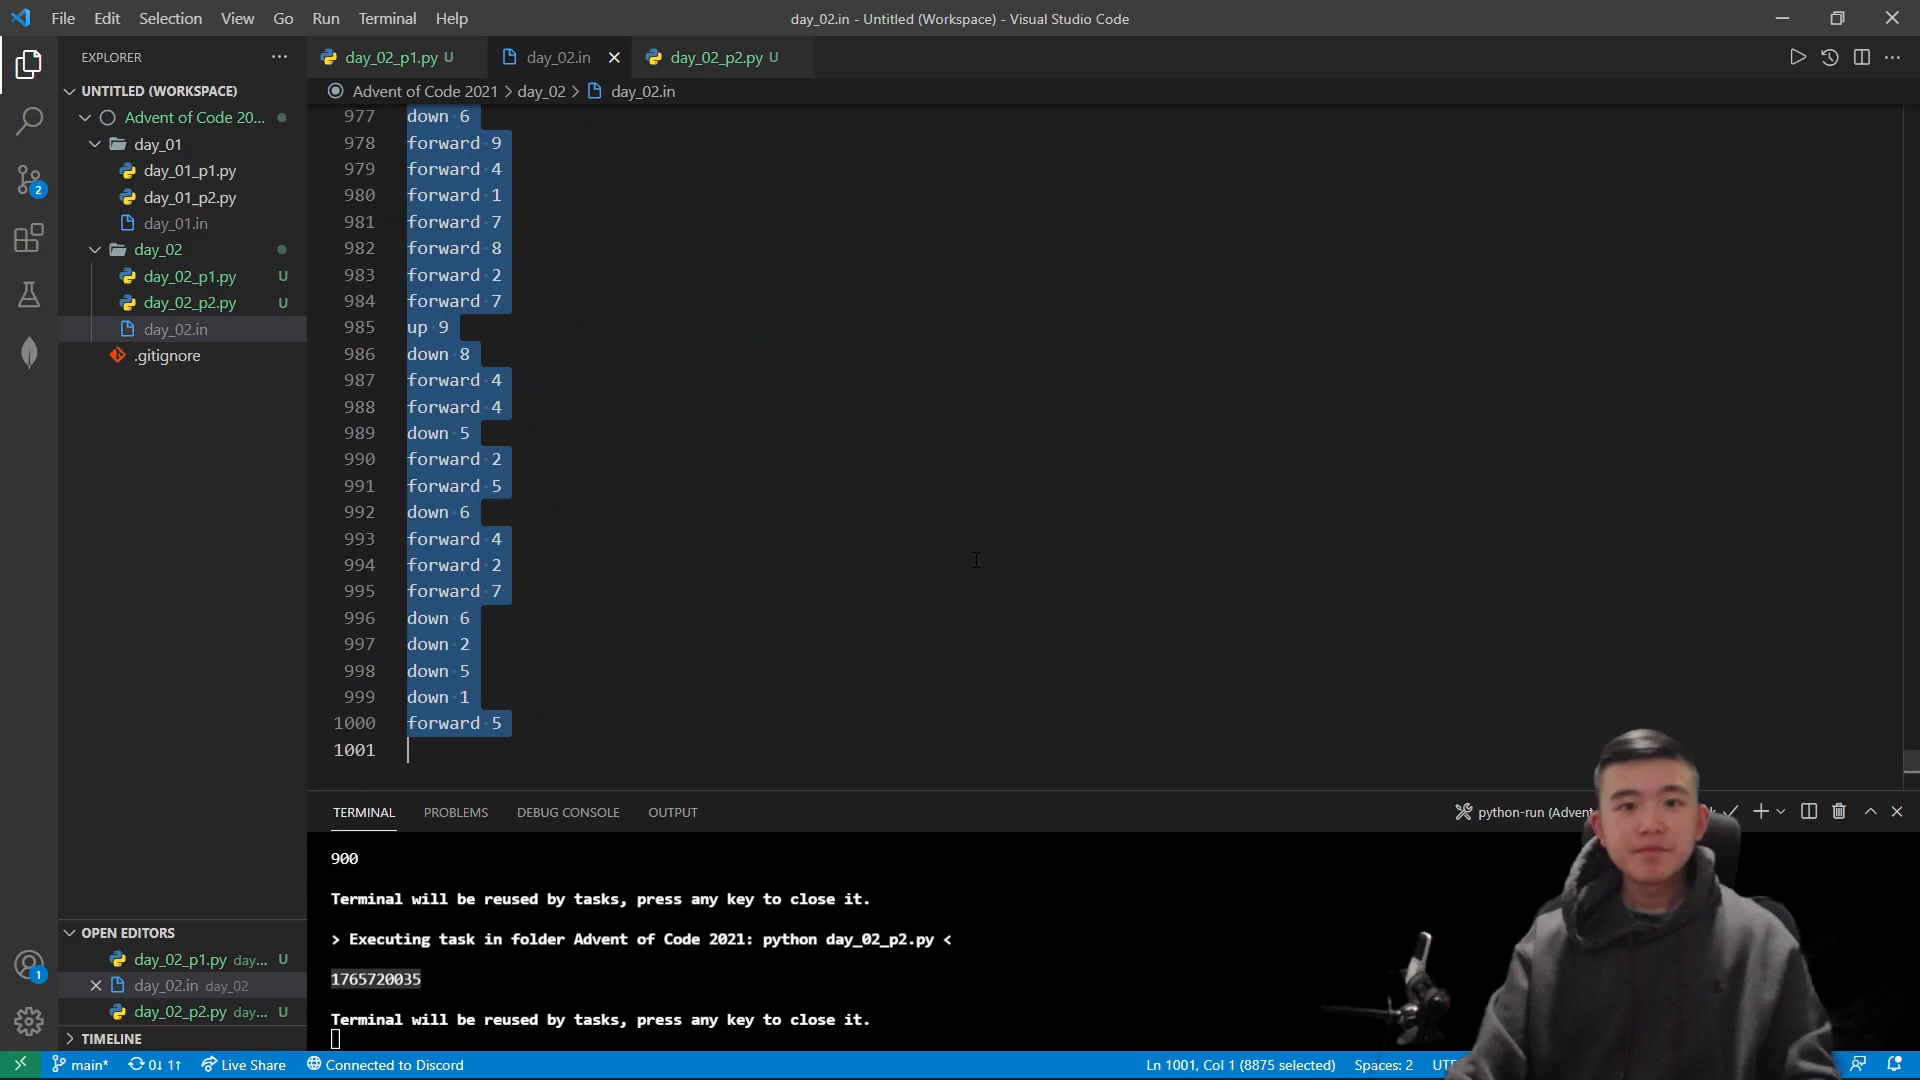 File Edit Selection View Go Run Terminal Help
day_02.in - Untitled (Workspace) - Visual Studio Code
EXPLORER
UNTITLED (WORKSPACE)
Advent of Code 20...
day_01
day_01_p1.py
day_01_p2.py
day_01.in
day_02
day_02_p1.py U
day_02_p2.py U
day_02.in
.gitignore
2
1
OPEN EDITORS
day_02_p1.py day... U
day_02.in day_02
day_02_p2.py day... U
TIMELINE
day_02_p1.py U
day_02.in
day_02_p2.py U
Advent of Code 2021 > day_02 > day_02.in
977 down·6
978 forward·9
979 forward·4
980 forward·1
981 forward·7
982 forward·8
983 forward·2
984 forward·7
985 up·9
986 down·8
987 forward·4
988 forward·4
989 down·5
990 forward·2
991 forward·5
992 down·6
993 forward·4
994 forward·2
995 forward·7
996 down·6
997 down·2
998 down·5
999 down·1
1000 forward·5
1001
TERMINAL PROBLEMS DEBUG CONSOLE OUTPUT
python-run (Advent
900
Terminal will be reused by tasks, press any key to close it.
> Executing task in folder Advent of Code 2021: python day_02_p2.py <
1765720035
Terminal will be reused by tasks, press any key to close it.
main* 0↓ 1↑ Live Share Connected to Discord
Ln 1001, Col 1 (8875 selected) Spaces: 2